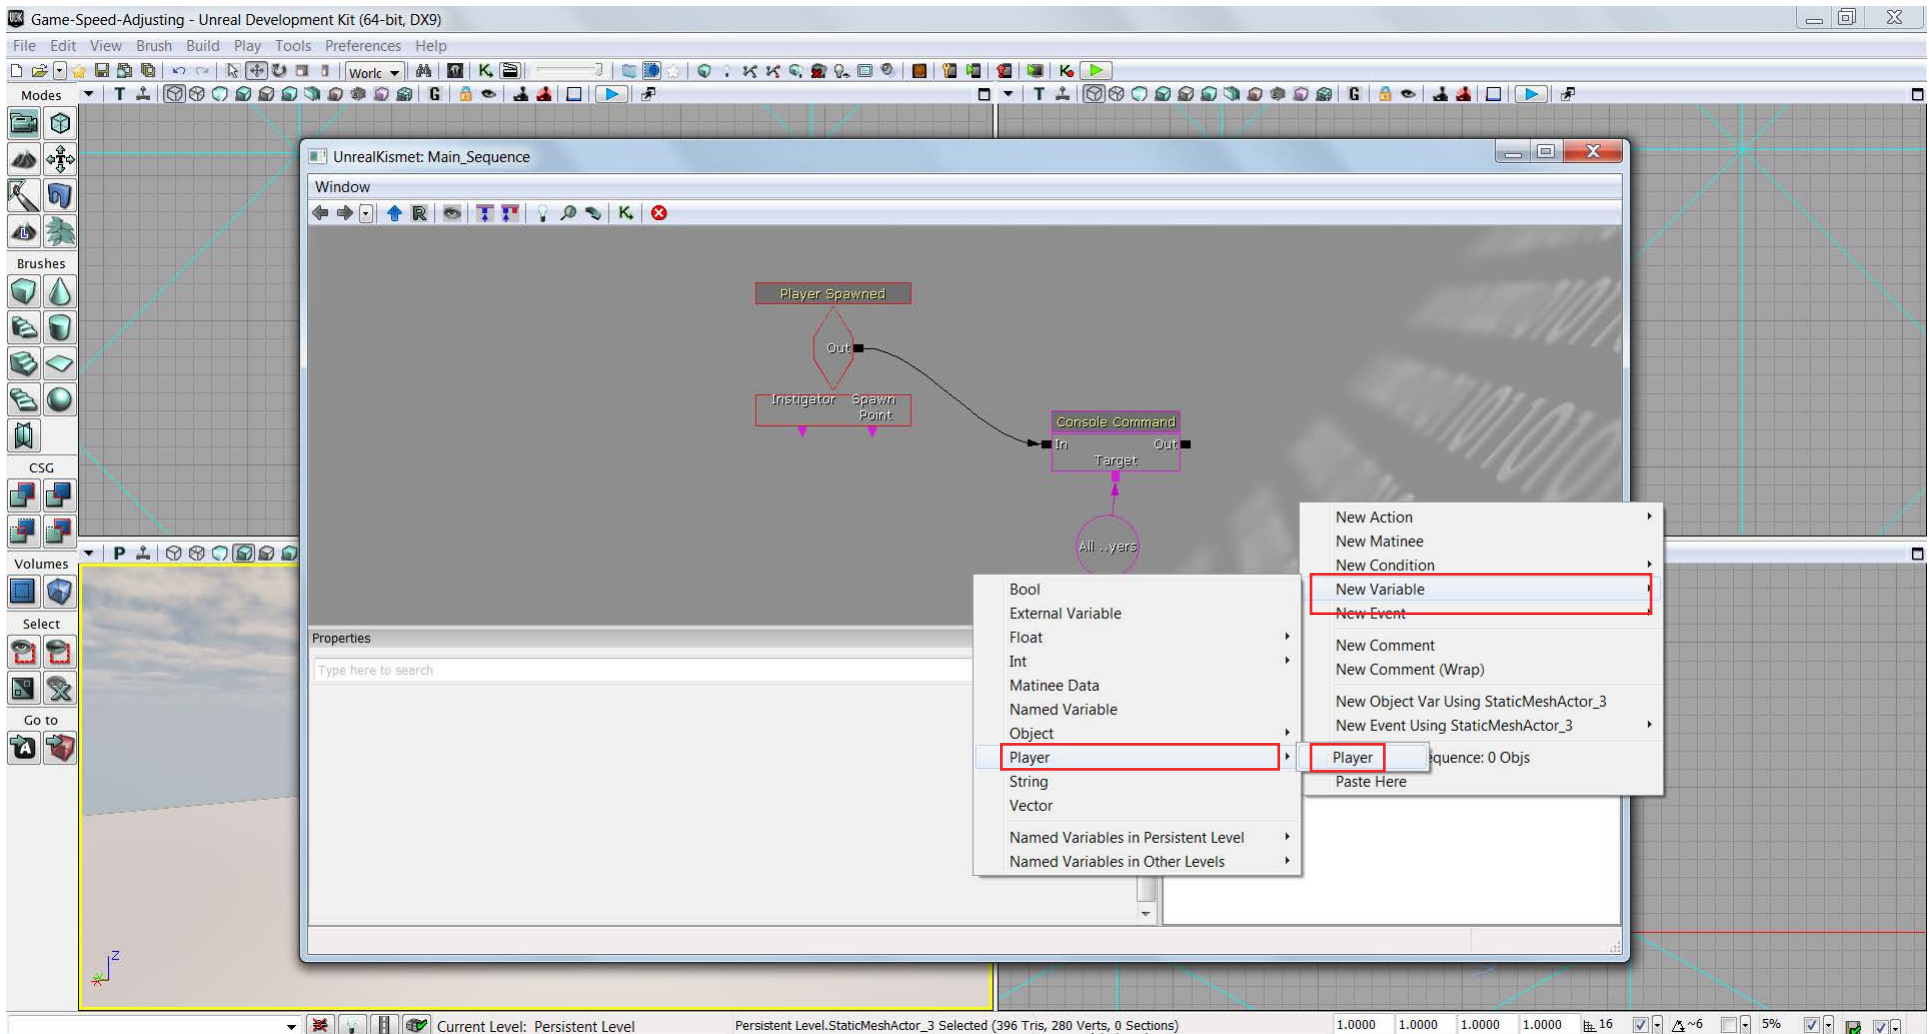 Game-Speed-Adjusting - Unreal Development Kit (64-bit, DX9)
File Edit View Brush Build Play Tools Preferences Help
Modes
Brushes
CSG
Volumes
Select
Go to
UnrealKismet: Main_Sequence
Window
Player Spawned
Out
Instigator Spawn
Point
Console Command
In Out
Target
All ..yers
Properties
Type here to search
New Action
New Matinee
New Condition
New Variable
New Event
New Comment
New Comment (Wrap)
New Object Var Using StaticMeshActor_3
New Event Using StaticMeshActor_3
equence: 0 Objs
Paste Here
Bool
External Variable
Float
Int
Matinee Data
Named Variable
Object
Player
String
Vector
Named Variables in Persistent Level
Named Variables in Other Levels
Player
Z
Current Level: Persistent Level
Persistent Level.StaticMeshActor_3 Selected (396 Tris, 280 Verts, 0 Sections)
1.0000 1.0000 1.0000 1.0000 16 ~6 5%